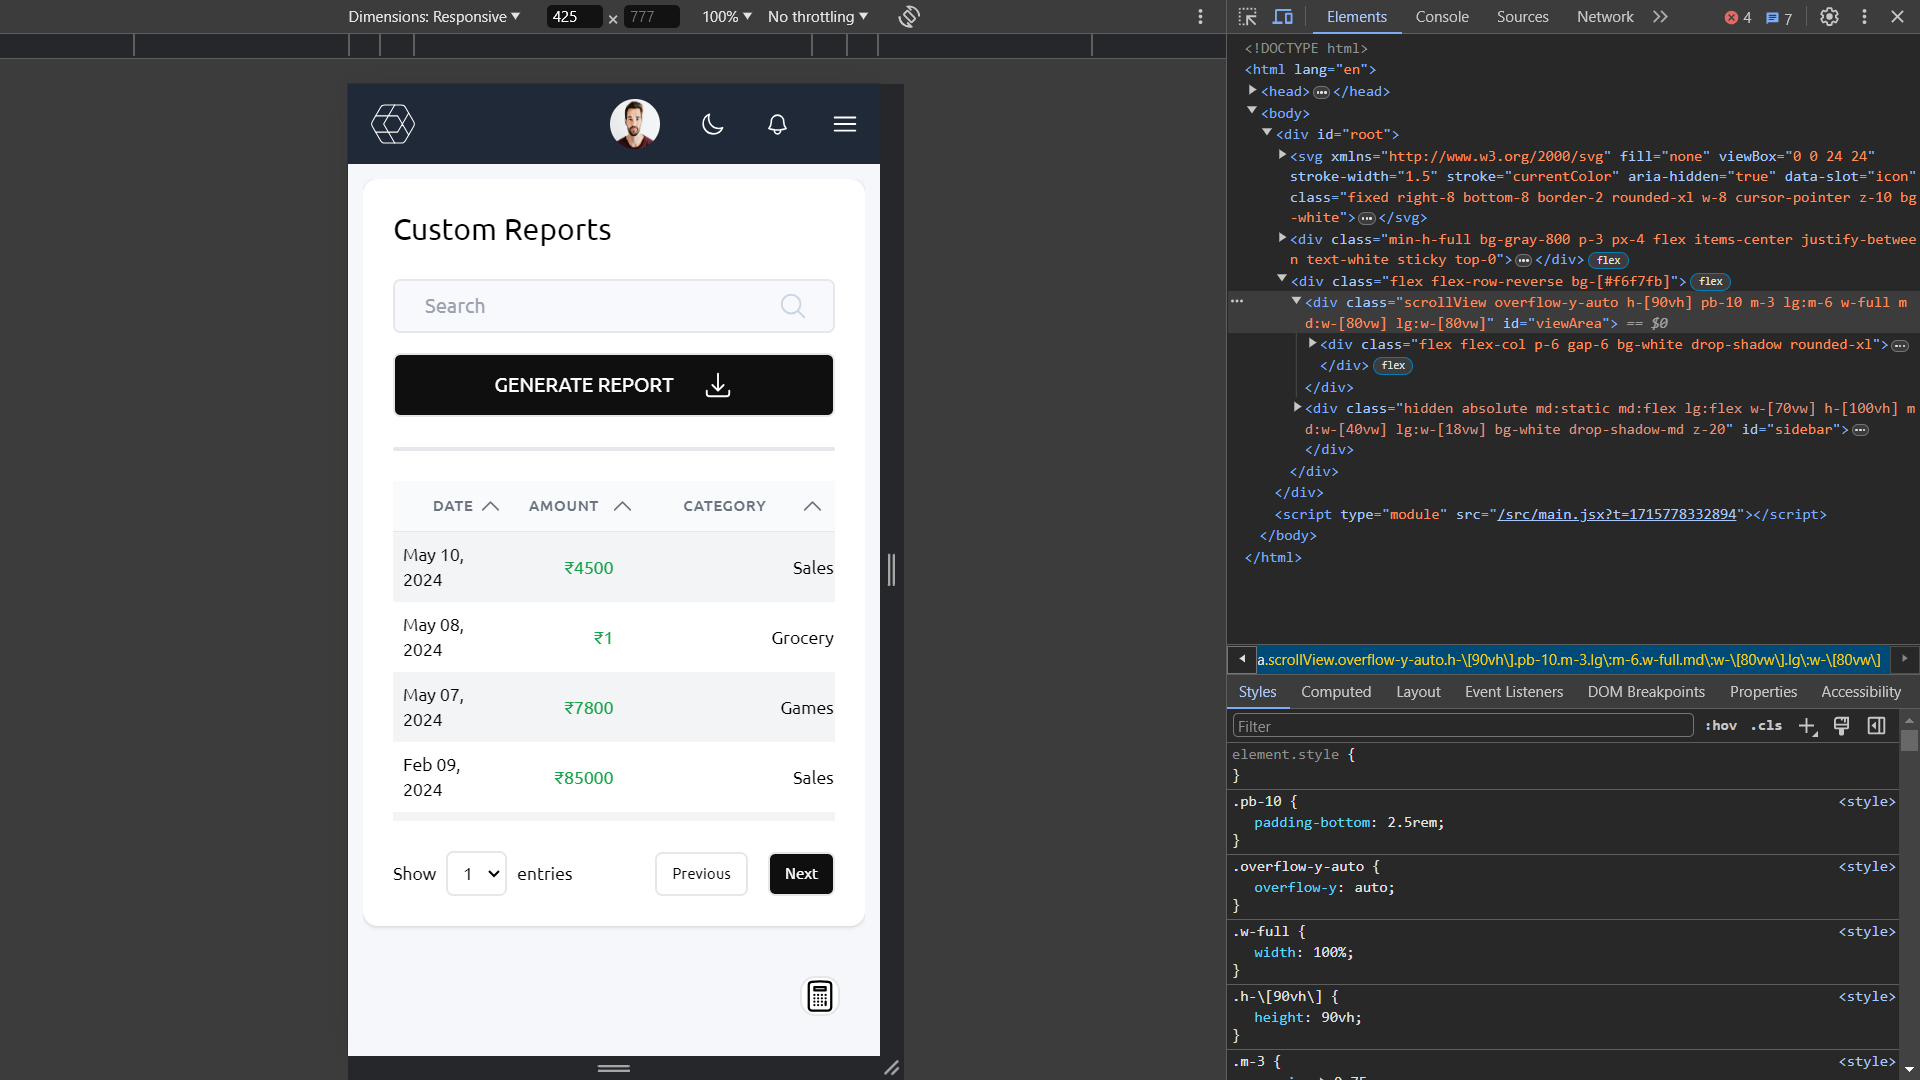 Dimensions: Responsive ▼ 425 × 777 100% ▼ No throttling ▼
Elements Console Sources Network 4 7
Custom Reports
Search
GENERATE REPORT
DATE AMOUNT CATEGORY
May 10, 2024 ₹4500 Sales
May 08, 2024 ₹1 Grocery
May 07, 2024 ₹7800 Games
Feb 09, 2024 ₹85000 Sales
Show 1 entries Previous Next
<!DOCTYPE html>
<html lang="en">
<head> … </head>
<body>
<div id="root">
<svg xmlns="http://www.w3.org/2000/svg" fill="none" viewBox="0 0 24 24"
stroke-width="1.5" stroke="currentColor" aria-hidden="true" data-slot="icon"
class="fixed right-8 bottom-8 border-2 rounded-xl w-8 cursor-pointer z-10 bg
-white"> … </svg>
<div class="min-h-full bg-gray-800 p-3 px-4 flex items-center justify-betwee
n text-white sticky top-0"> … </div> flex
<div class="flex flex-row-reverse bg-[#f6f7fb]"> flex
<div class="scrollView overflow-y-auto h-[90vh] pb-10 m-3 lg:m-6 w-full m
d:w-[80vw] lg:w-[80vw]" id="viewArea"> == $0
<div class="flex flex-col p-6 gap-6 bg-white drop-shadow rounded-xl"> …
</div> flex
</div>
<div class="hidden absolute md:static md:flex lg:flex w-[70vw] h-[100vh] m
d:w-[40vw] lg:w-[18vw] bg-white drop-shadow-md z-20" id="sidebar"> …
</div>
</div>
</div>
<script type="module" src="/src/main.jsx?t=1715778332894"></script>
</body>
</html>
a.scrollView.overflow-y-auto.h-\[90vh\].pb-10.m-3.lg\:m-6.w-full.md\:w-\[80vw\].lg\:w-\[80vw\]
Styles Computed Layout Event Listeners DOM Breakpoints Properties Accessibility
Filter :hov .cls
element.style {
}
.pb-10 { <style>
padding-bottom: 2.5rem;
}
.overflow-y-auto { <style>
overflow-y: auto;
}
.w-full { <style>
width: 100%;
}
.h-\[90vh\] { <style>
height: 90vh;
}
.m-3 { <style>